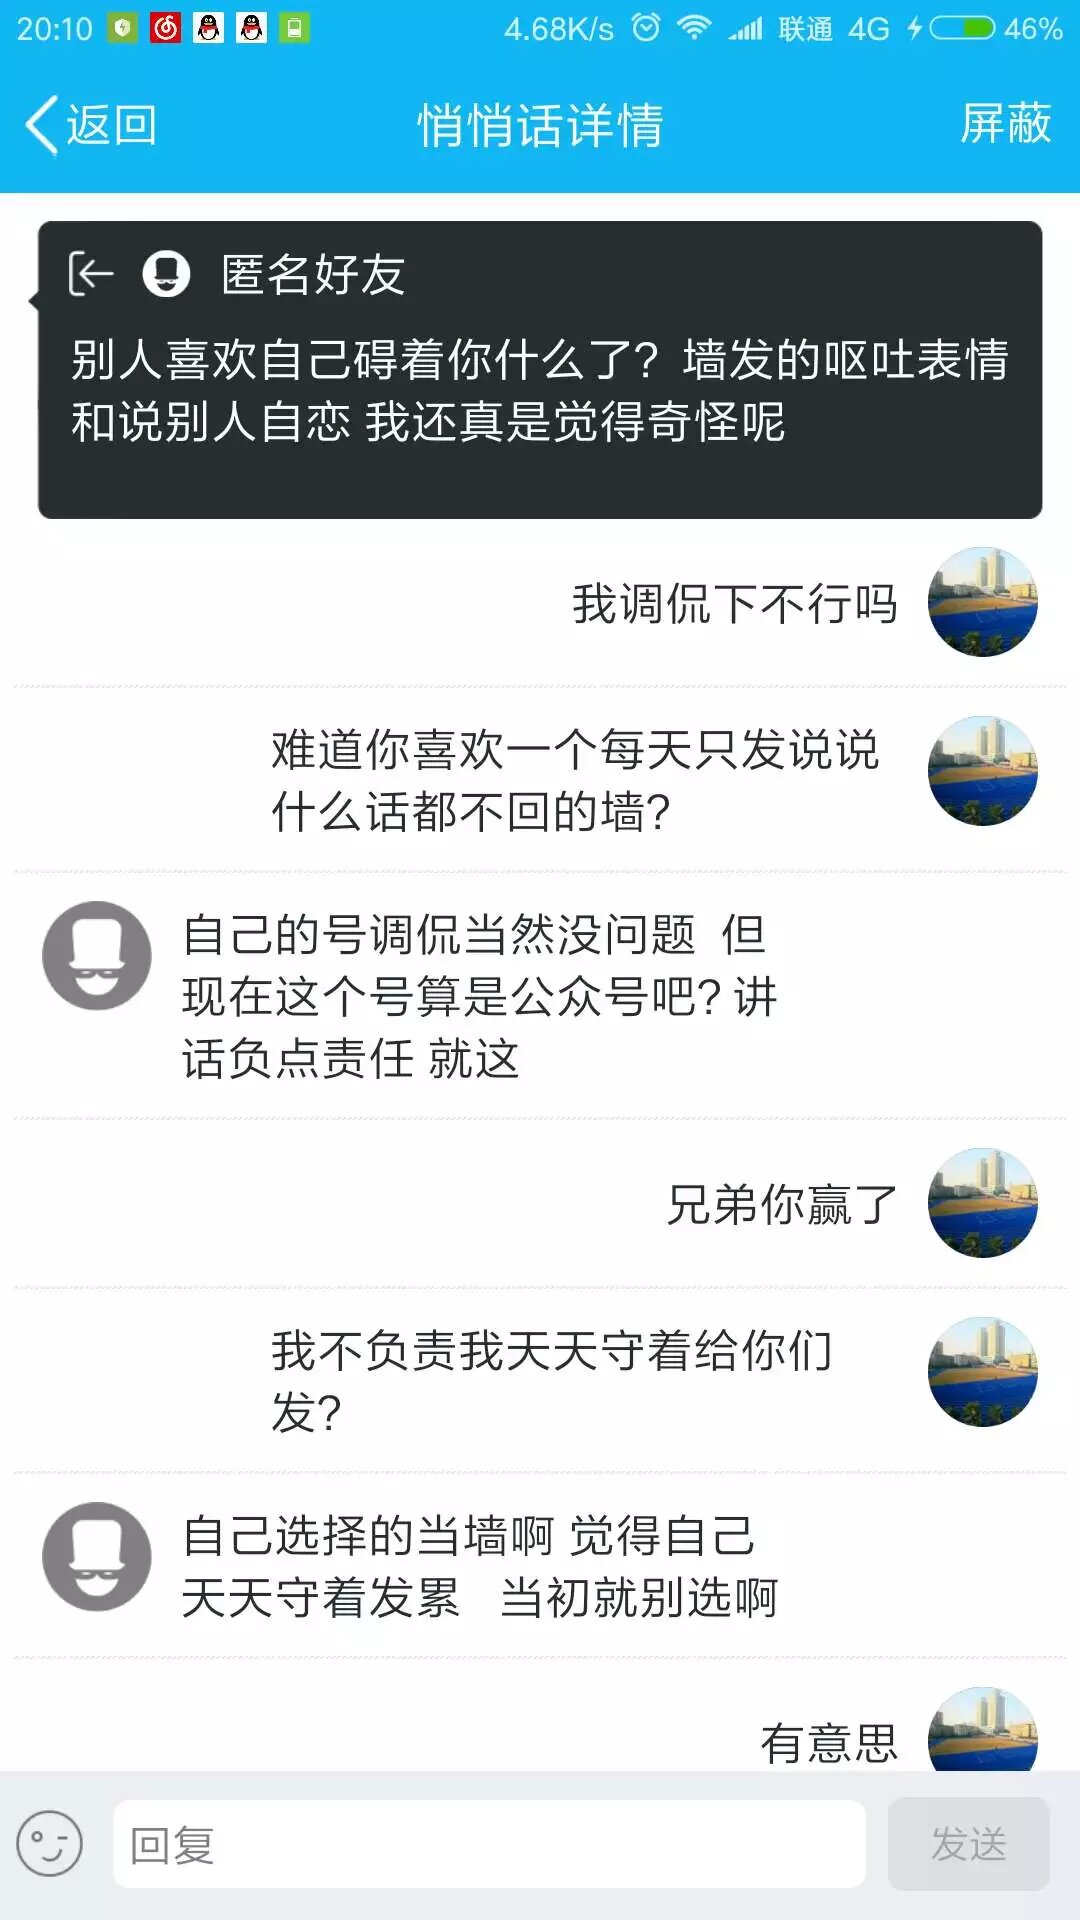 20:10 4.68K/s 联通 4G 46%
返回 悄悄话详情 屏蔽
匿名好友
别人喜欢自己碍着你什么了？墙发的呕吐表情
和说别人自恋 我还真是觉得奇怪呢
我调侃下不行吗
难道你喜欢一个每天只发说说
什么话都不回的墙？
自己的号调侃当然没问题 但
现在这个号算是公众号吧？讲
话负点责任 就这
兄弟你赢了
我不负责我天天守着给你们
发？
自己选择的当墙啊 觉得自己
天天守着发累 当初就别选啊
有意思
回复 发送